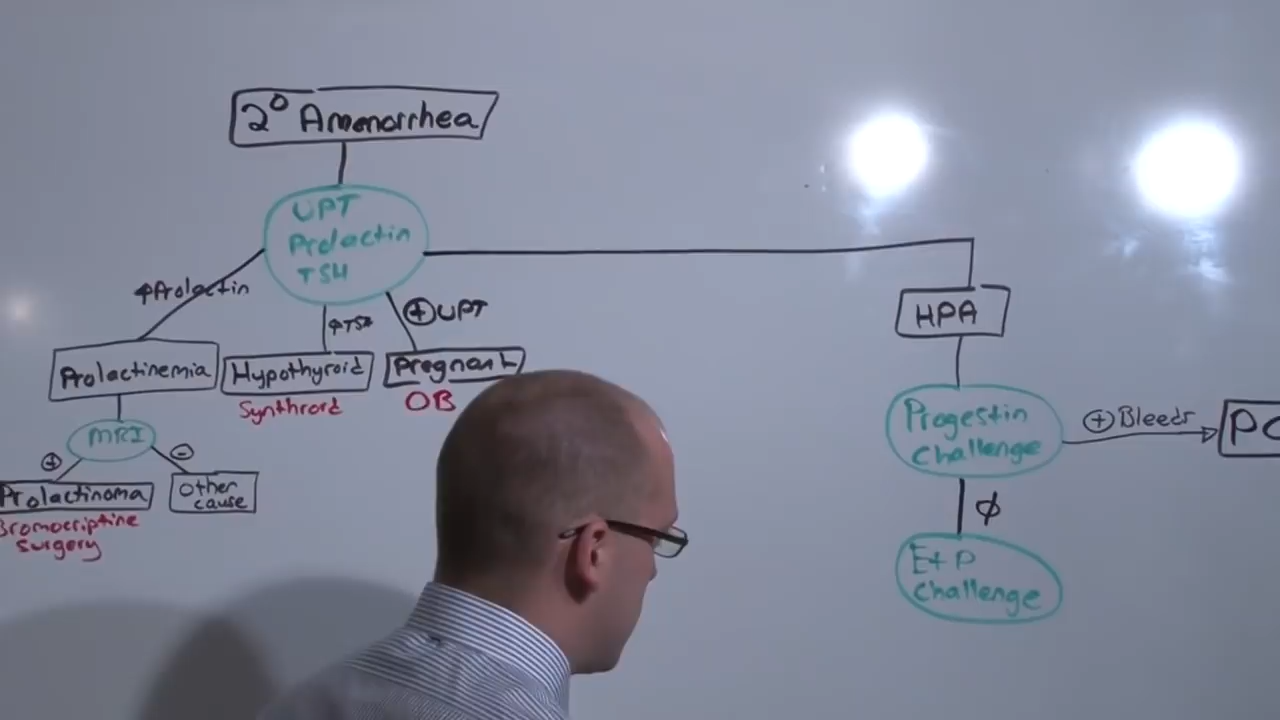 2° Amenorrhea
UPT
Prolactin
TSH
↑Prolactin
↑TSH
⊕UPT
Prolactinemia
Hypothyroid
Pregnant
Synthroid
OB
MRI
⊕
⊖
Prolactinoma
Other
cause
Bromocriptine
surgery
HPA
Progestin
Challenge
⊕Bleeds
PC
ϕ
E+P
Challenge